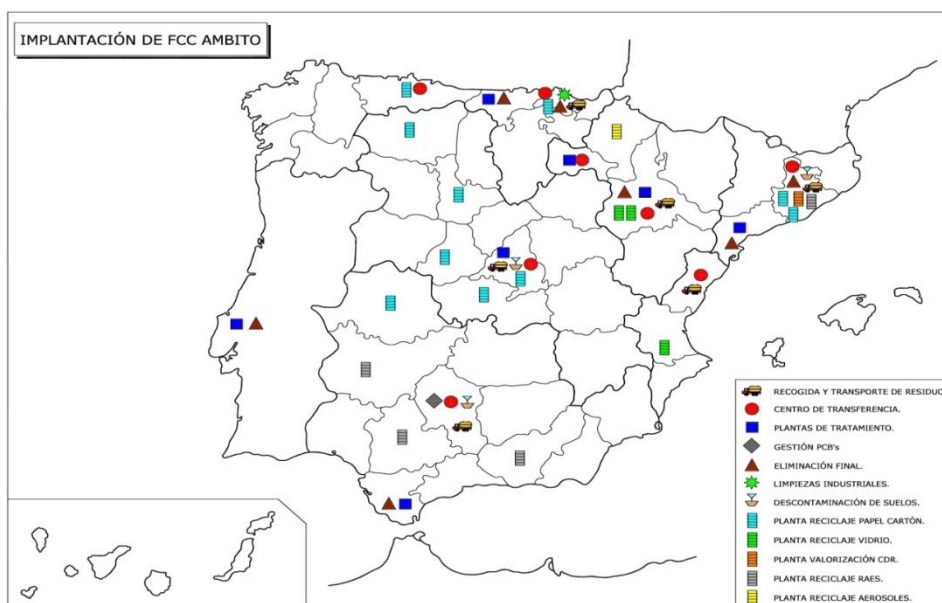 IMPLANTACIÓN DE FCC AMBITO
RECOGIDA Y TRANSPORTE DE RESIDUO
CENTRO DE TRANSFERENCIA.
PLANTAS DE TRATAMIENTO.
GESTIÓN PCB's
ELIMINACIÓN FINAL.
LIMPIEZAS INDUSTRIALES.
DESCONTAMINACIÓN DE SUELOS.
PLANTA RECICLAJE PAPEL CARTÓN.
PLANTA RECICLAJE VIDRIO.
PLANTA VALORIZACIÓN CDR.
PLANTA RECICLAJE RAES.
PLANTA RECICLAJE AEROSOLES.